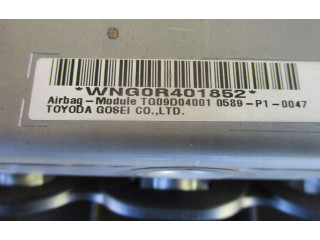 *WNG0R401852*
Airbag-Module TG09D04001 0589-P1-0047
TOYODA GOSEI CO.,LTD.